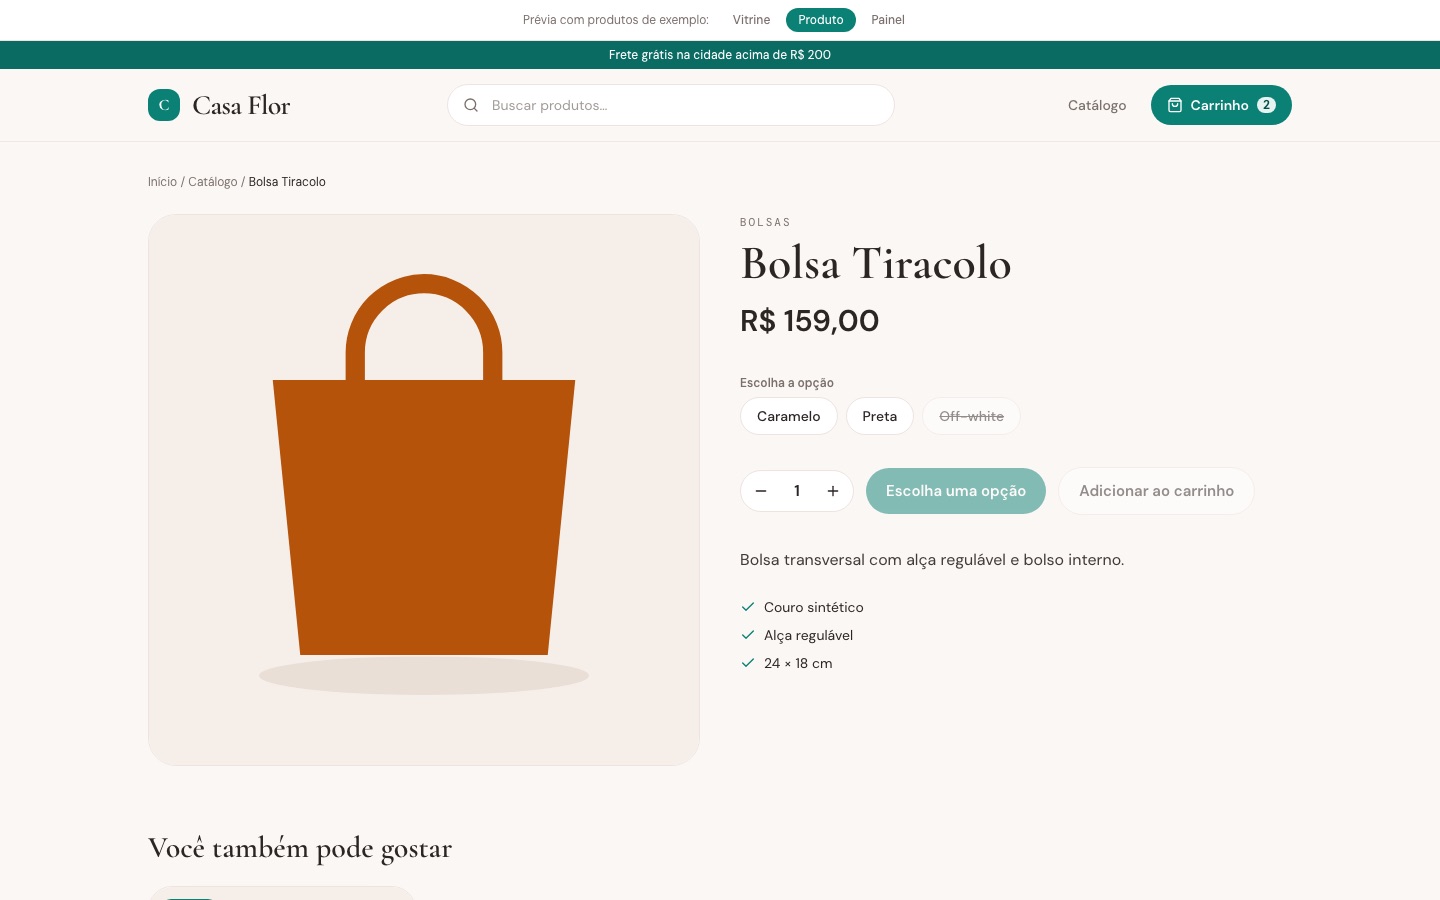 Prévia com produtos de exemplo: Vitrine Produto Painel
Frete grátis na cidade acima de R$ 200
C Casa Flor Buscar produtos... Catálogo Carrinho 2
Início / Catálogo / Bolsa Tiracolo
BOLSAS
Bolsa Tiracolo
R$ 159,00
Escolha a opção
Caramelo Preta Off-white
− 1 + Escolha uma opção Adicionar ao carrinho
Bolsa transversal com alça regulável e bolso interno.
Couro sintético
Alça regulável
24 × 18 cm
Você também pode gostar